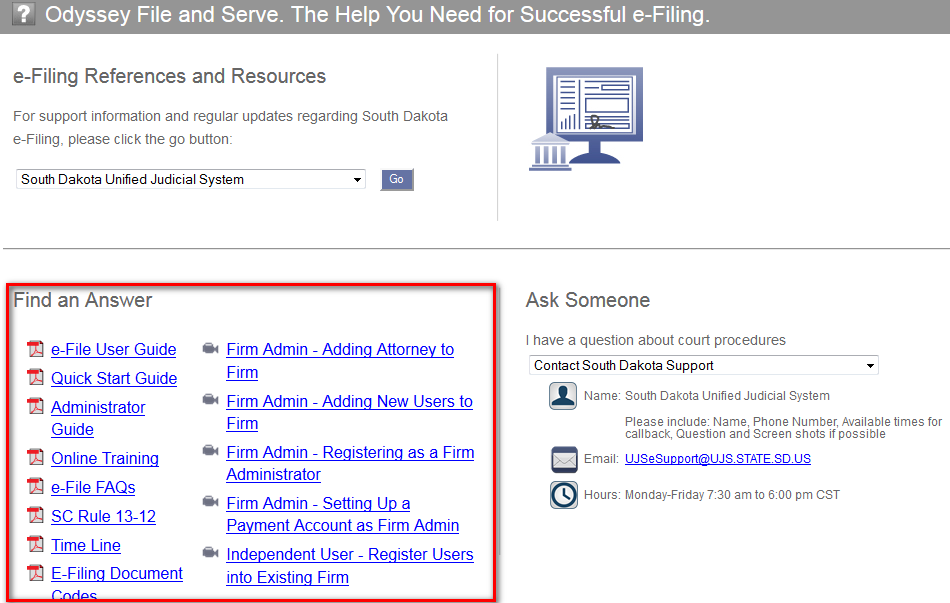 ? Odyssey File and Serve. The Help You Need for Successful e-Filing.
e-Filing References and Resources
For support information and regular updates regarding South Dakota
e-Filing, please click the go button:
South Dakota Unified Judicial System
Go
Find an Answer
e-File User Guide
Quick Start Guide
Administrator
Guide
Online Training
e-File FAQs
SC Rule 13-12
Time Line
E-Filing Document
Codes
Firm Admin - Adding Attorney to
Firm
Firm Admin - Adding New Users to
Firm
Firm Admin - Registering as a Firm
Administrator
Firm Admin - Setting Up a
Payment Account as Firm Admin
Independent User - Register Users
into Existing Firm
Ask Someone
I have a question about court procedures
Contact South Dakota Support
Name: South Dakota Unified Judicial System
Please include: Name, Phone Number, Available times for
callback, Question and Screen shots if possible
Email: UJSeSupport@UJS.STATE.SD.US
Hours: Monday-Friday 7:30 am to 6:00 pm CST